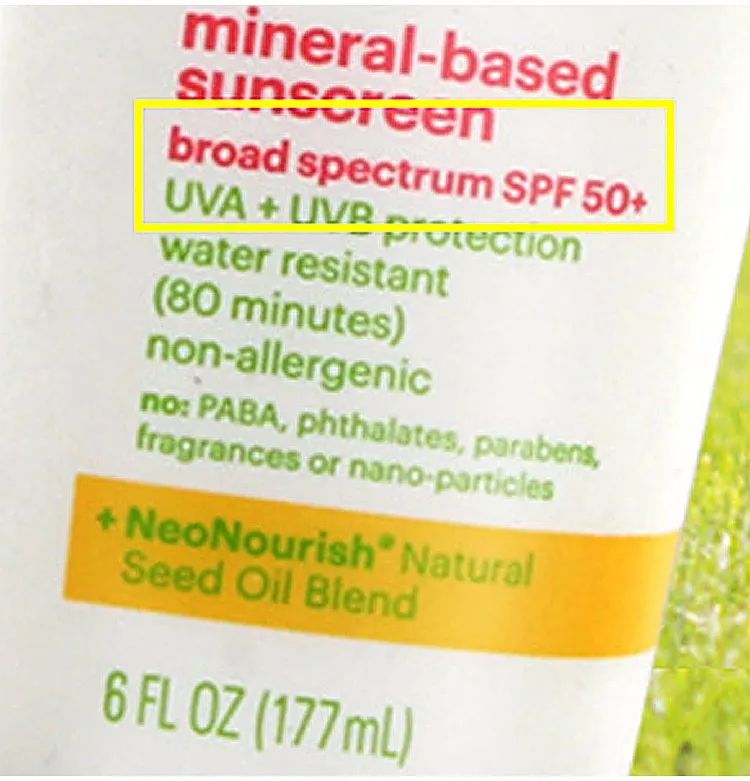 mineral-based
sunscreen
broad spectrum SPF 50+
UVA + UVB protection
water resistant
(80 minutes)
non-allergenic
no: PABA, phthalates, parabens,
fragrances or nano-particles
+ NeoNourish® Natural
Seed Oil Blend
6 FL OZ (177mL)